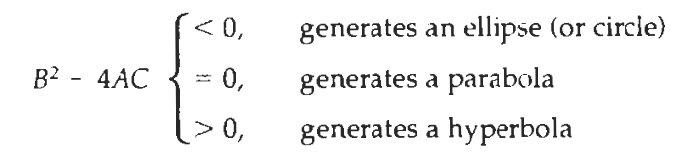 < 0, generates an ellipse (or circle)
B² - 4AC = 0, generates a parabola
> 0, generates a hyperbola